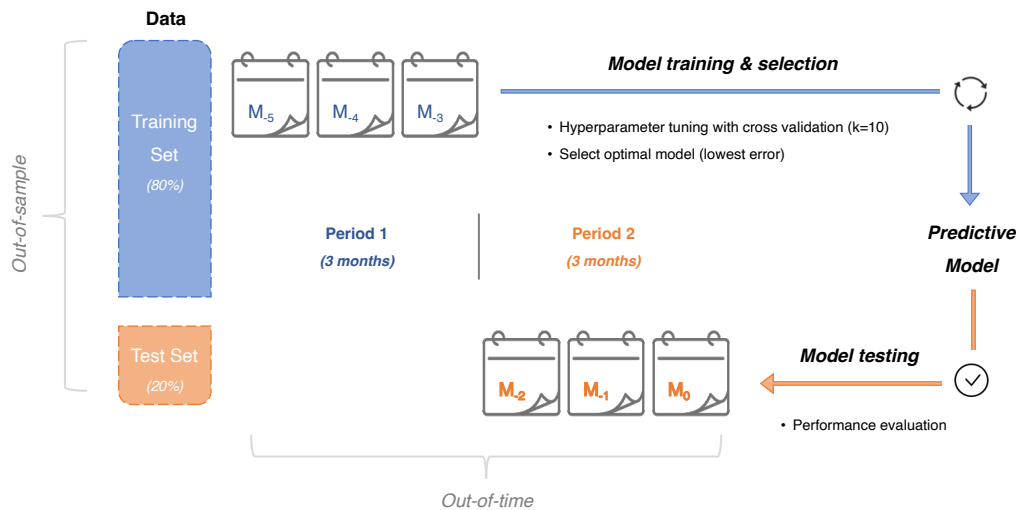 Data
Out-of-sample
Training
Set
(80%)
M-5
M-4
M-3
Model training & selection
• Hyperparameter tuning with cross validation (k=10)
• Select optimal model (lowest error)
Period 1
(3 months)
Period 2
(3 months)
Predictive
Model
Test Set
(20%)
M-2
M-1
M0
Model testing
• Performance evaluation
Out-of-time